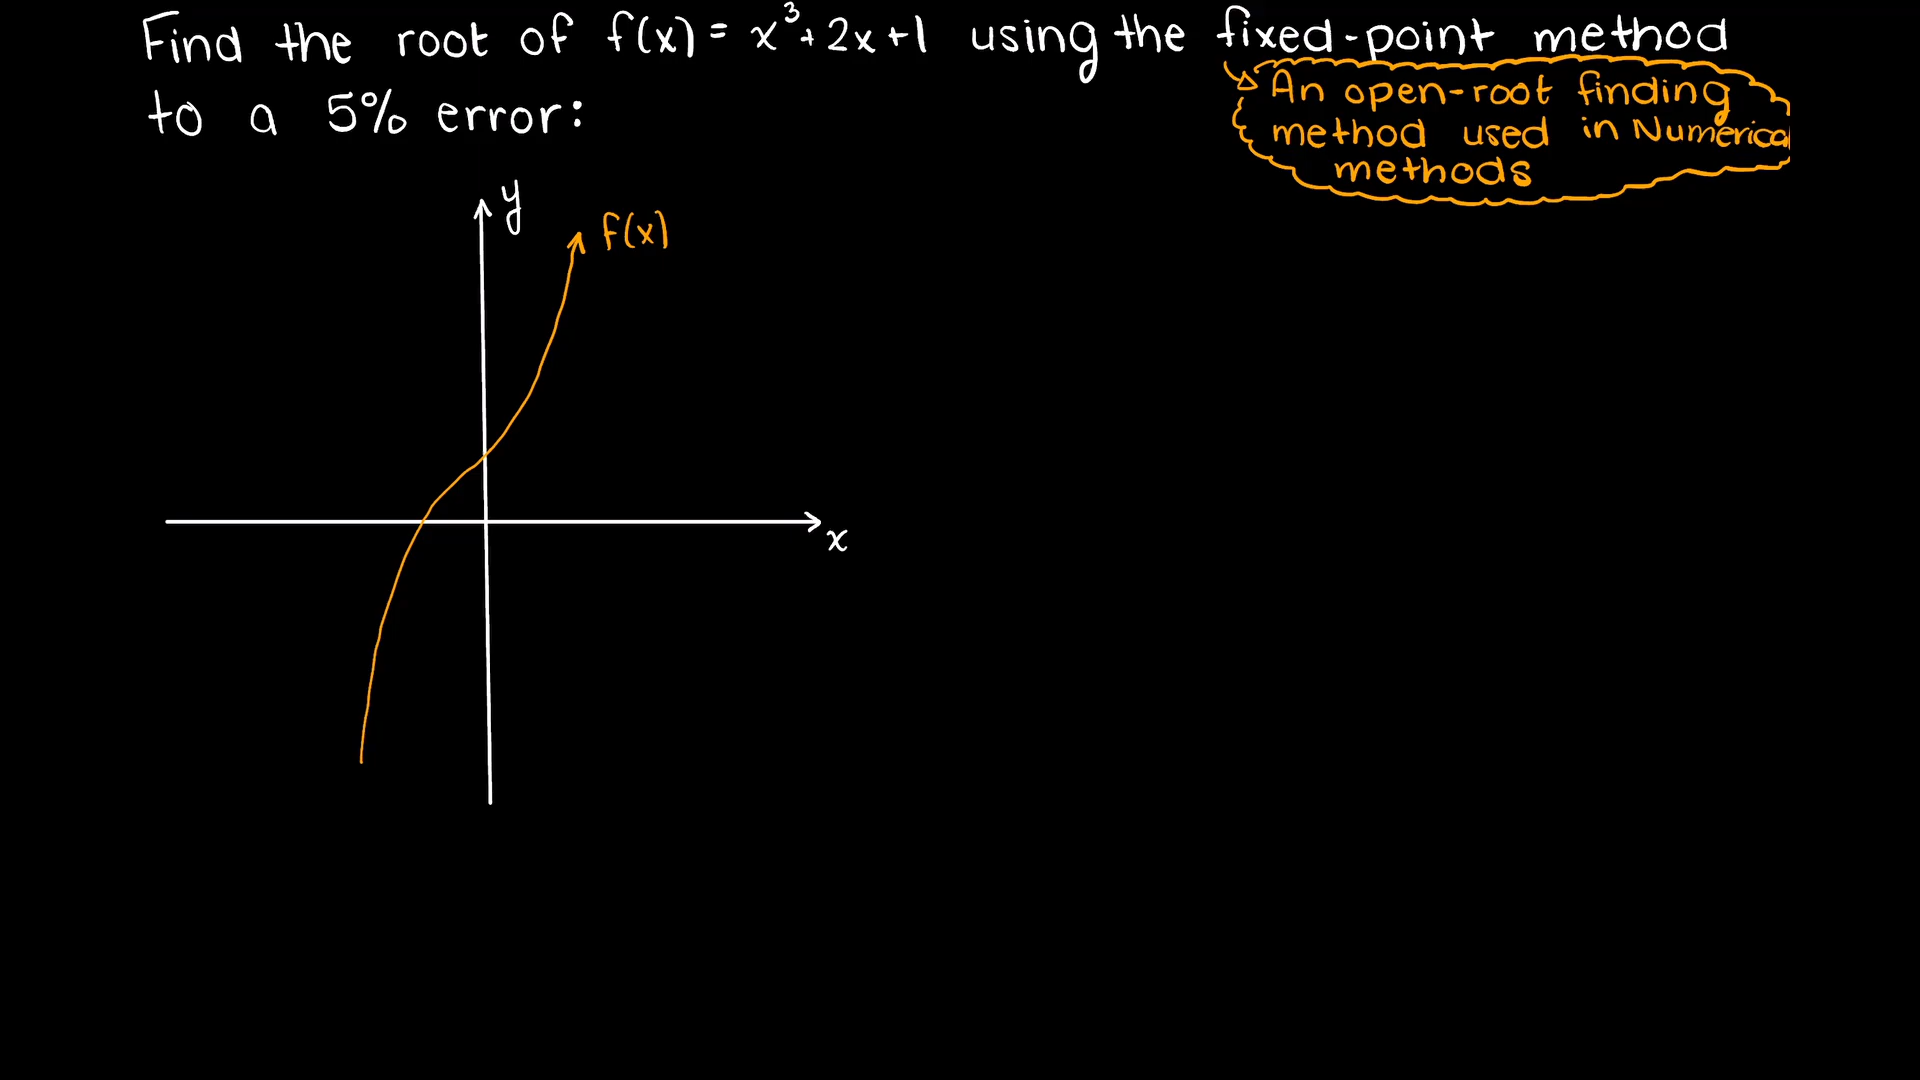 Find the root of f(x) = x³+2x+1 using the fixed-point method
to a 5% error:
An open-root finding
method used in Numerica
methods
y
f(x)
x